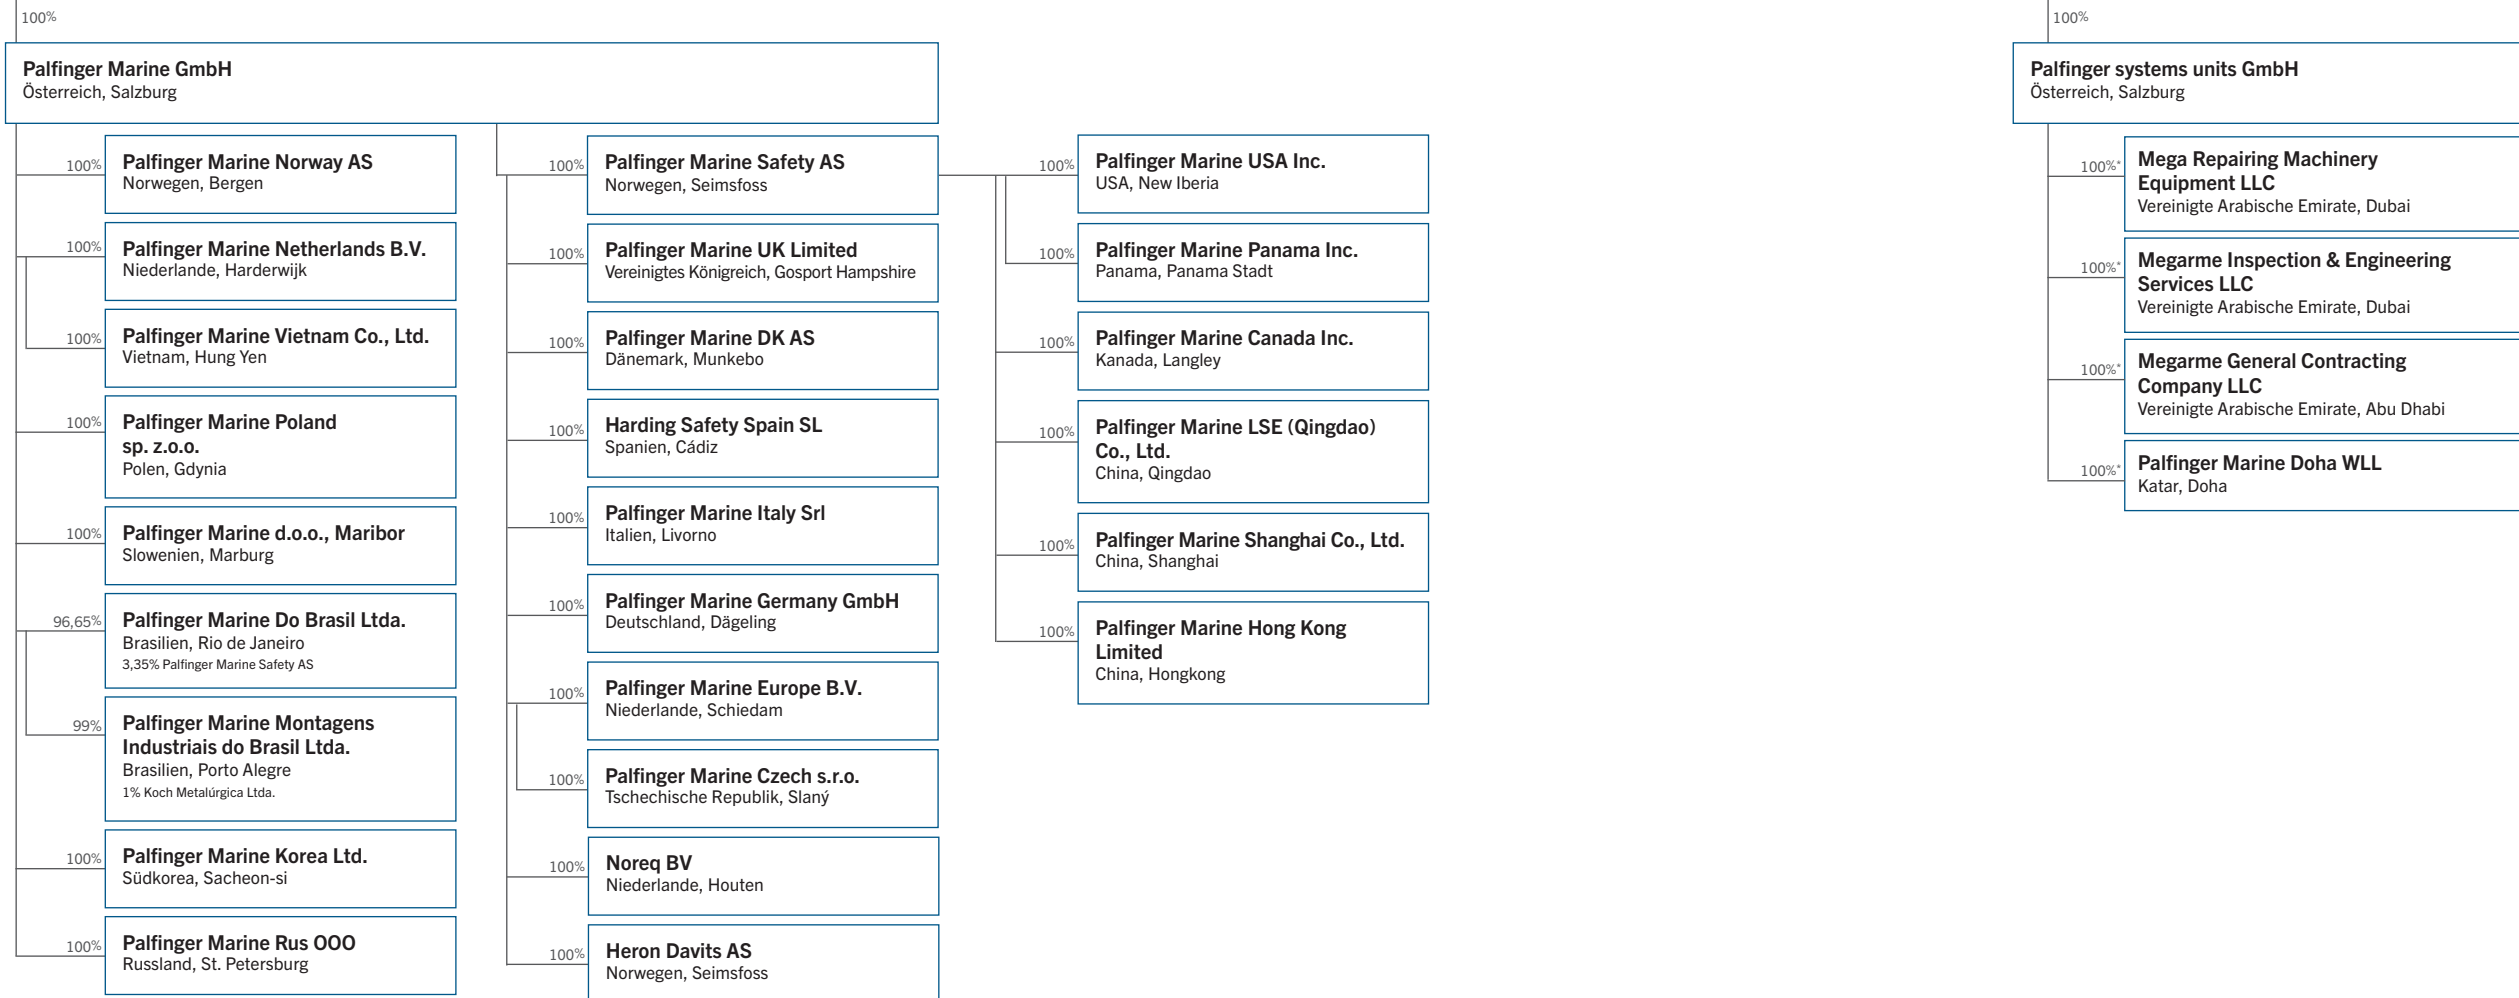 100%
Palfinger Marine GmbH
Österreich, Salzburg
100%
Palfinger Marine Norway AS
Norwegen, Bergen
100%
Palfinger Marine Netherlands B.V.
Niederlande, Harderwijk
100%
Palfinger Marine Vietnam Co., Ltd.
Vietnam, Hung Yen
100%
Palfinger Marine Poland
sp. z.o.o.
Polen, Gdynia
100%
Palfinger Marine d.o.o., Maribor
Slowenien, Marburg
96,65%
Palfinger Marine Do Brasil Ltda.
Brasilien, Rio de Janeiro
3,35% Palfinger Marine Safety AS
99%
Palfinger Marine Montagens
Industriais do Brasil Ltda.
Brasilien, Porto Alegre
1% Koch Metalúrgica Ltda.
100%
Palfinger Marine Korea Ltd.
Südkorea, Sacheon-si
100%
Palfinger Marine Rus OOO
Russland, St. Petersburg
100%
Palfinger Marine Safety AS
Norwegen, Seimsfoss
100%
Palfinger Marine UK Limited
Vereinigtes Königreich, Gosport Hampshire
100%
Palfinger Marine DK AS
Dänemark, Munkebo
100%
Harding Safety Spain SL
Spanien, Cádiz
100%
Palfinger Marine Italy Srl
Italien, Livorno
100%
Palfinger Marine Germany GmbH
Deutschland, Dägeling
100%
Palfinger Marine Europe B.V.
Niederlande, Schiedam
100%
Palfinger Marine Czech s.r.o.
Tschechische Republik, Slaný
100%
Noreq BV
Niederlande, Houten
100%
Heron Davits AS
Norwegen, Seimsfoss
100%
Palfinger Marine USA Inc.
USA, New Iberia
100%
Palfinger Marine Panama Inc.
Panama, Panama Stadt
100%
Palfinger Marine Canada Inc.
Kanada, Langley
100%
Palfinger Marine LSE (Qingdao)
Co., Ltd.
China, Qingdao
100%
Palfinger Marine Shanghai Co., Ltd.
China, Shanghai
100%
Palfinger Marine Hong Kong
Limited
China, Hongkong
100%
Palfinger systems units GmbH
Österreich, Salzburg
100%*
Mega Repairing Machinery
Equipment LLC
Vereinigte Arabische Emirate, Dubai
100%*
Megarme Inspection & Engineering
Services LLC
Vereinigte Arabische Emirate, Dubai
100%*
Megarme General Contracting
Company LLC
Vereinigte Arabische Emirate, Abu Dhabi
100%*
Palfinger Marine Doha WLL
Katar, Doha